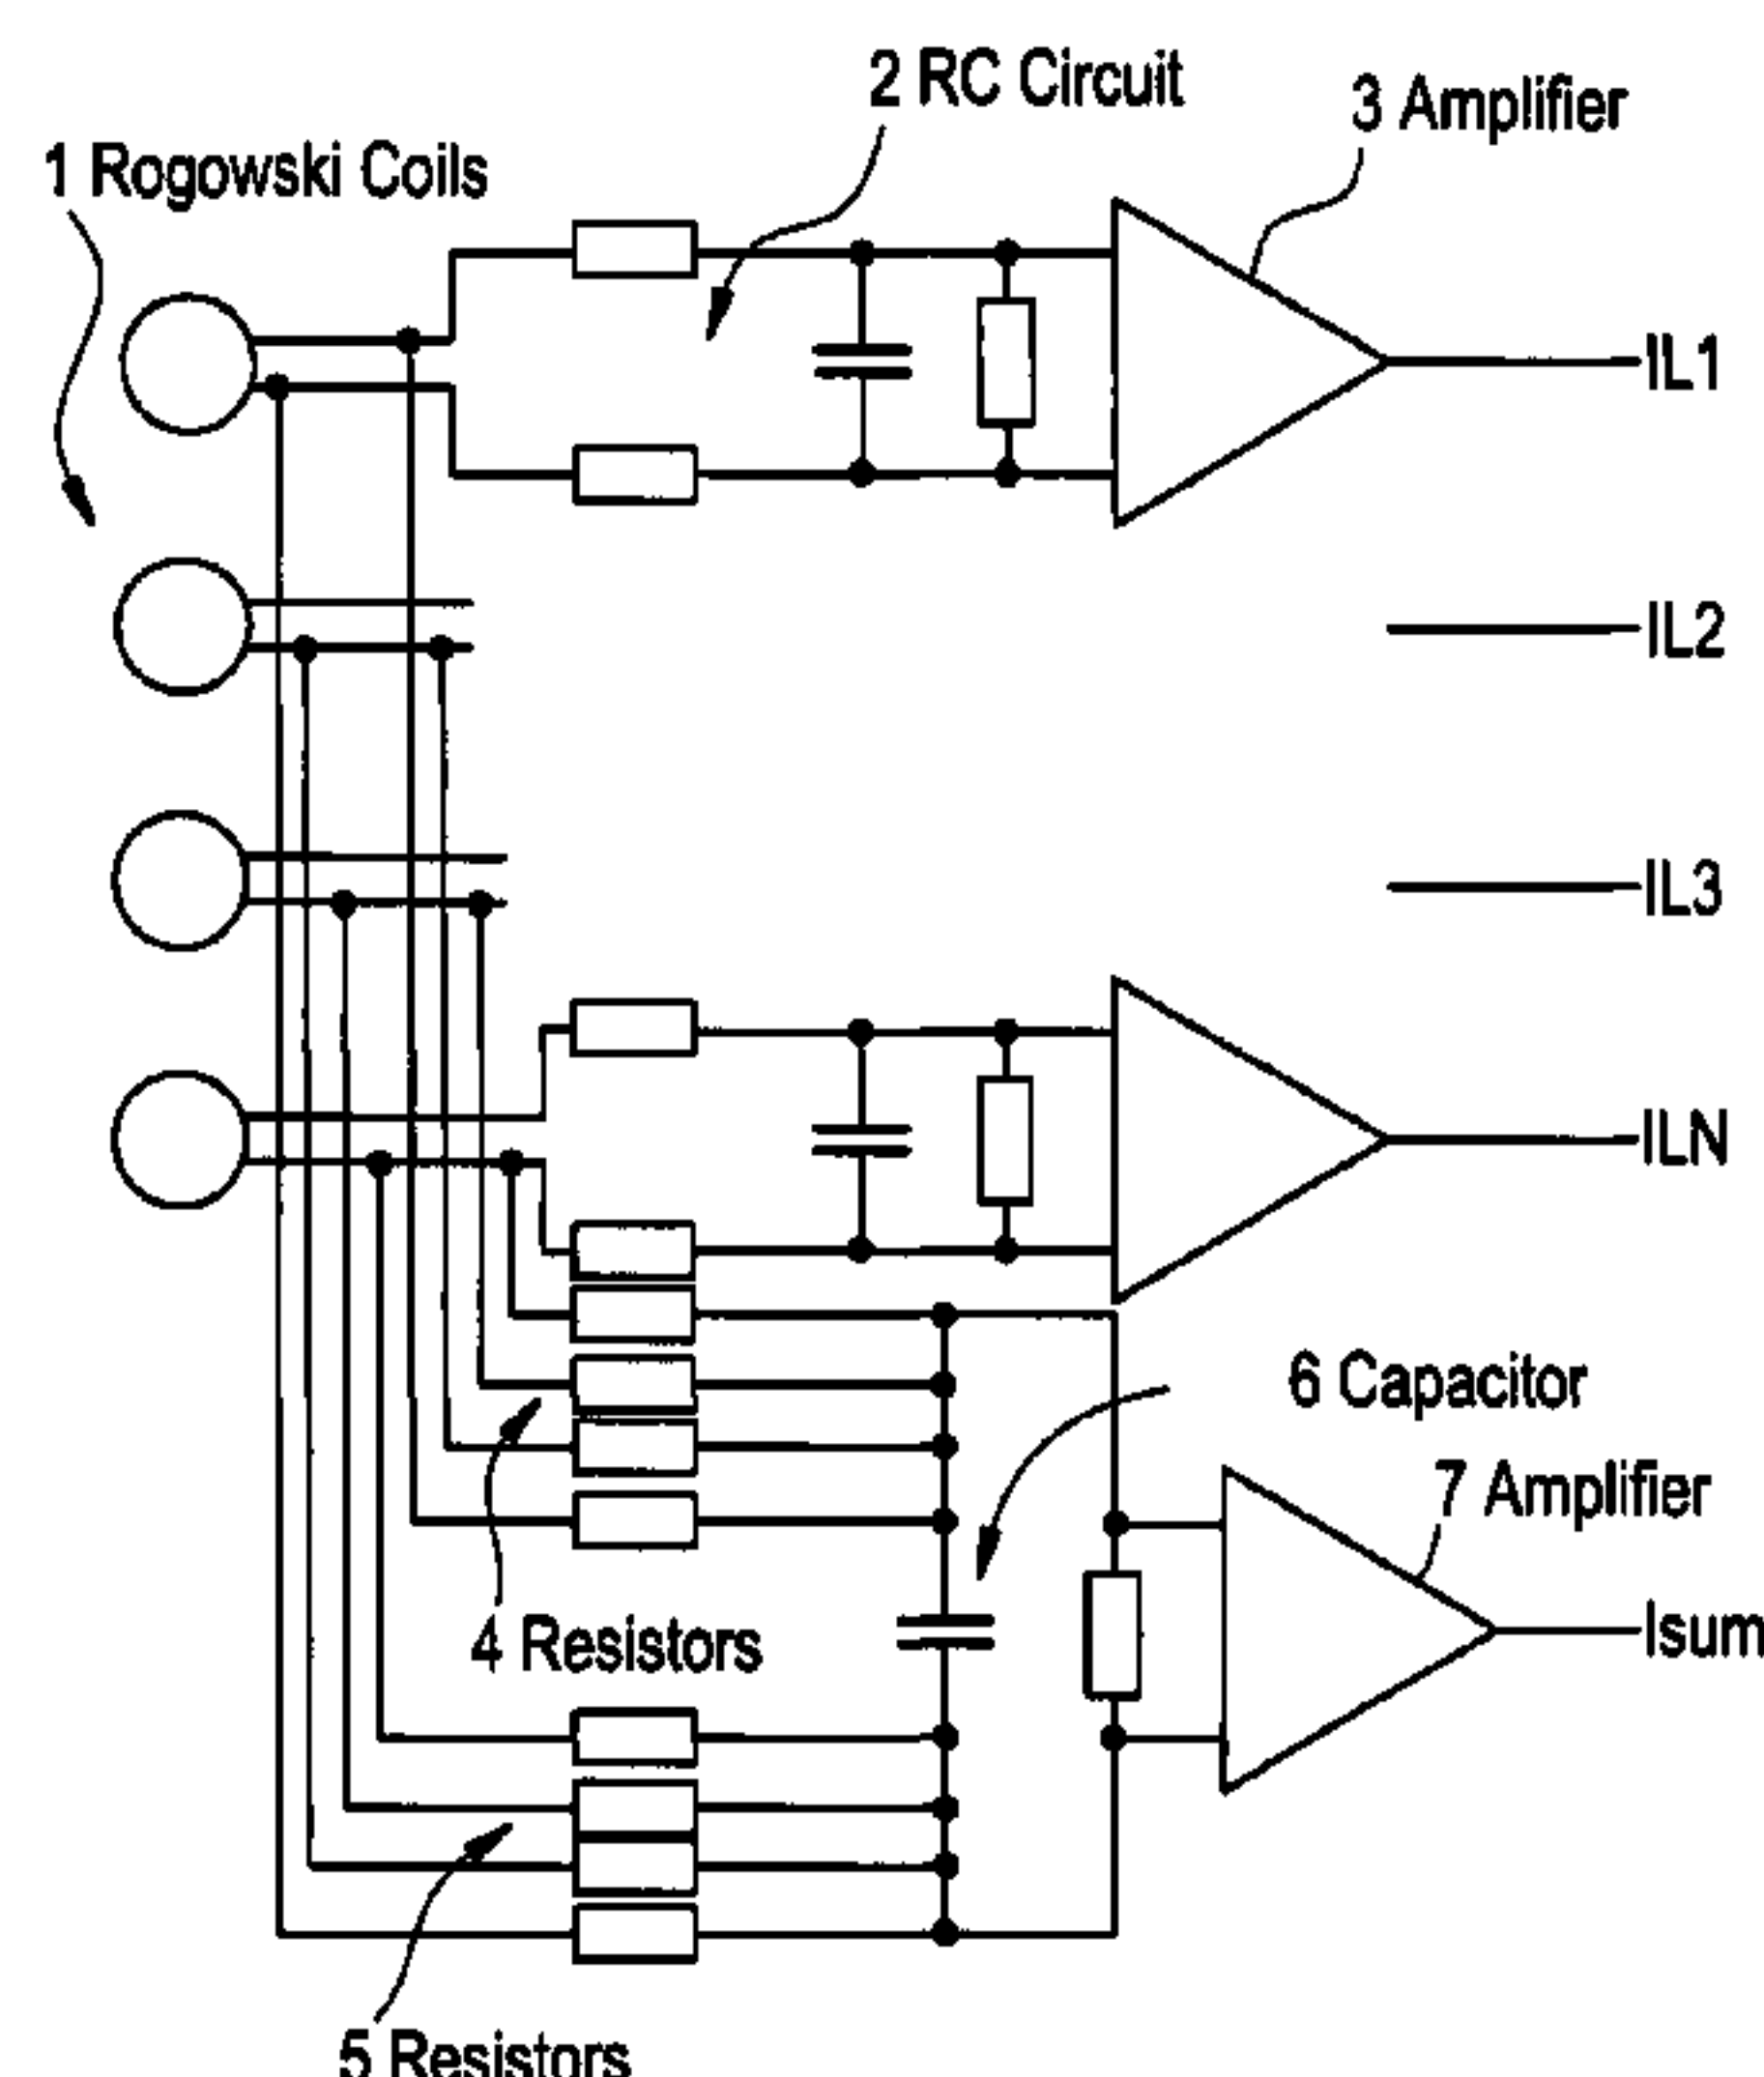 2 RC Circuit
3 Amplifier
1 Rogowski Coils
IL1
IL2
IL3
ILN
6 Capacitor
7 Amplifier
4 Resistors
Isum
5 Resistors